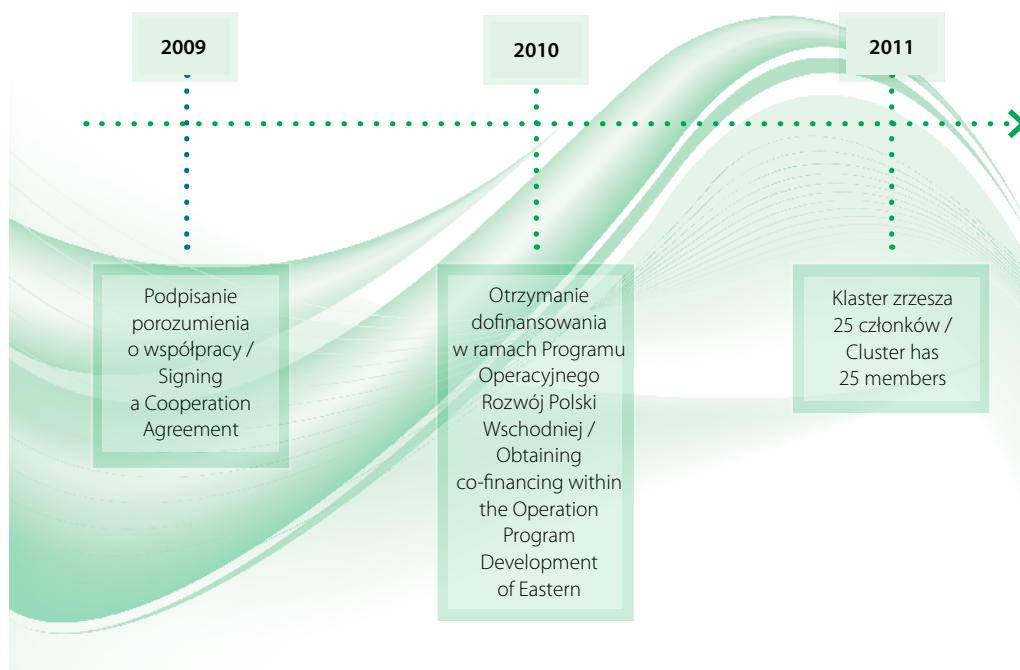 2009
2010
2011
Podpisanie
porozumienia
o współpracy /
Signing
a Cooperation
Agreement
Otrzymanie
dofinansowania
w ramach Programu
Operacyjnego
Rozwój Polski
Wschodniej /
Obtaining
co-financing within
the Operation
Program
Development
of Eastern
Klaster zrzesza
25 członków /
Cluster has
25 members